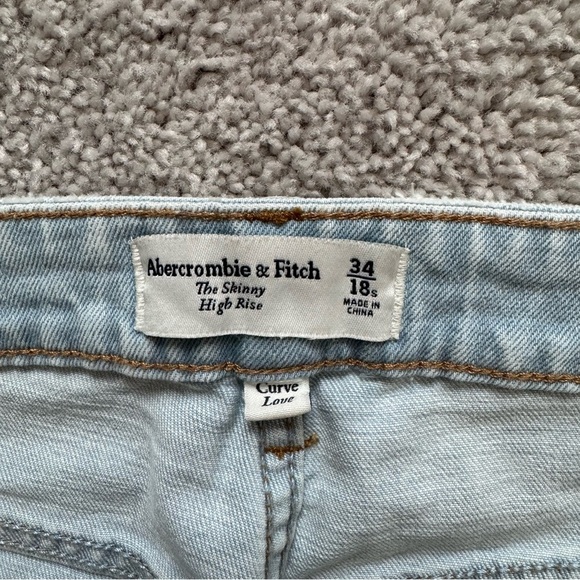 Abercrombie & Fitch
The Skinny
High Rise
34
18s
MADE IN
CHINA
Curve
Love